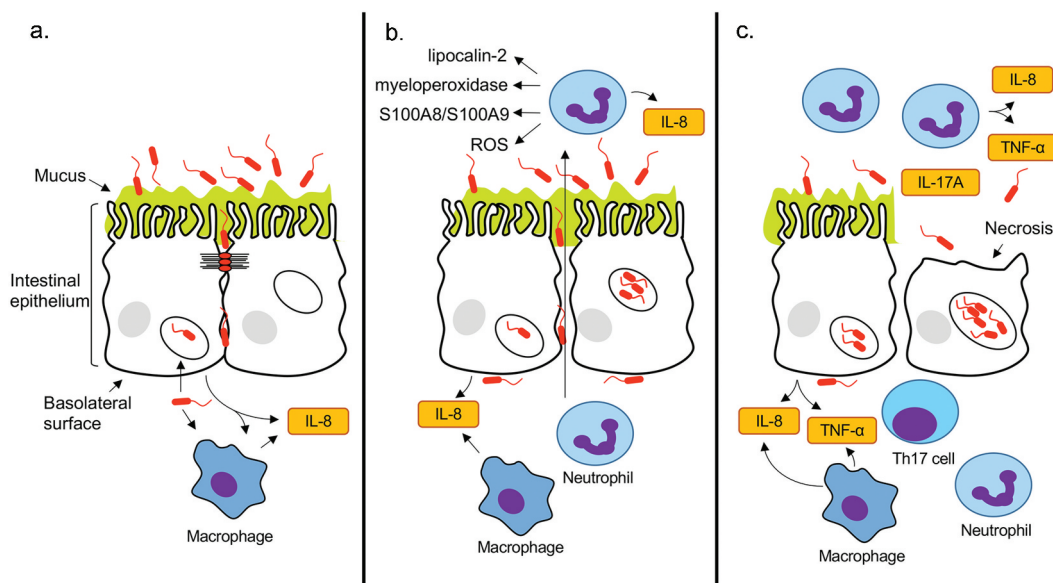 a.
Mucus
Intestinal
epithelium
Basolateral
surface
IL-8
Macrophage
b.
lipocalin-2
myeloperoxidase
S100A8/S100A9
ROS
IL-8
IL-8
Neutrophil
Macrophage
c.
IL-8
TNF-α
IL-17A
Necrosis
IL-8
TNF-α
Th17 cell
Neutrophil
Macrophage